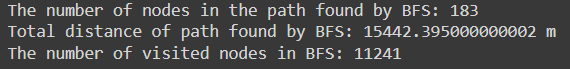 The number of nodes in the path found by BFS: 183
Total distance of path found by BFS: 15442.395000000002 m
The number of visited nodes in BFS: 11241